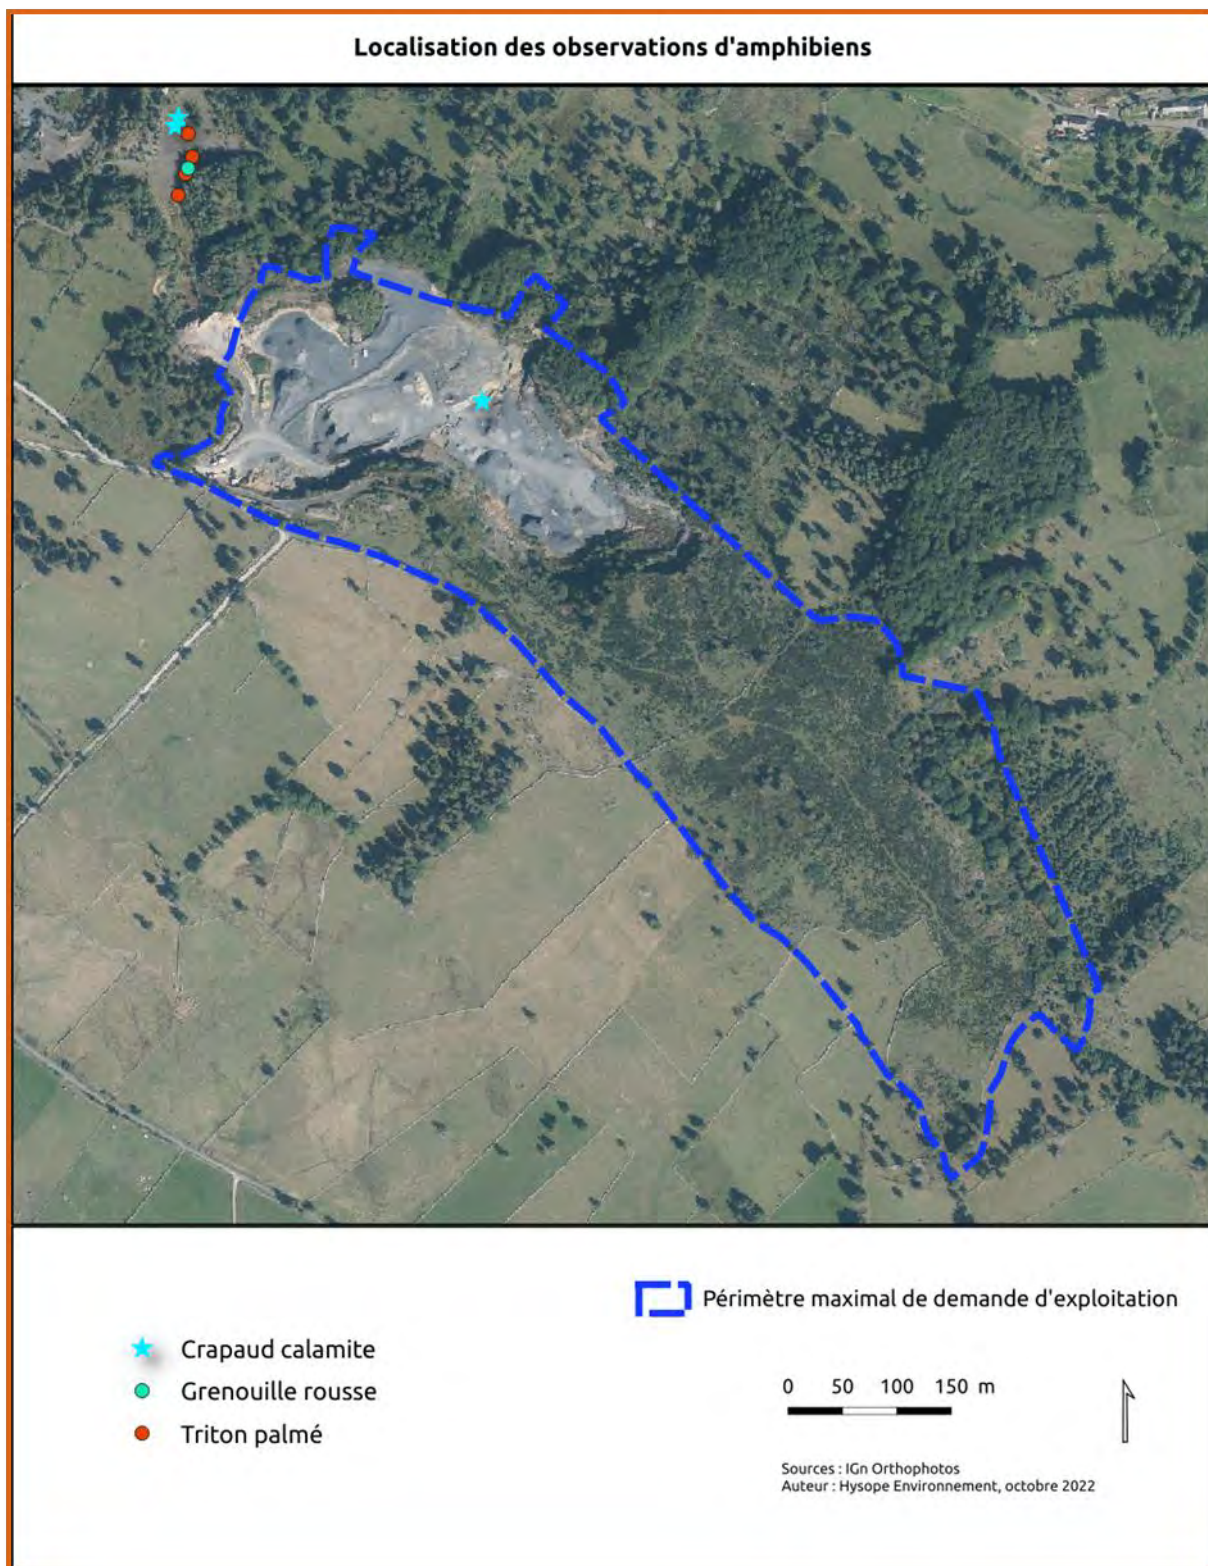 Localisation des observations d'amphibiens
Périmètre maximal de demande d'exploitation
Crapaud calamite
Grenouille rousse
Triton palmé
0 50 100 150 m
Sources : IGn Orthophotos
Auteur : Hysope Environnement, octobre 2022